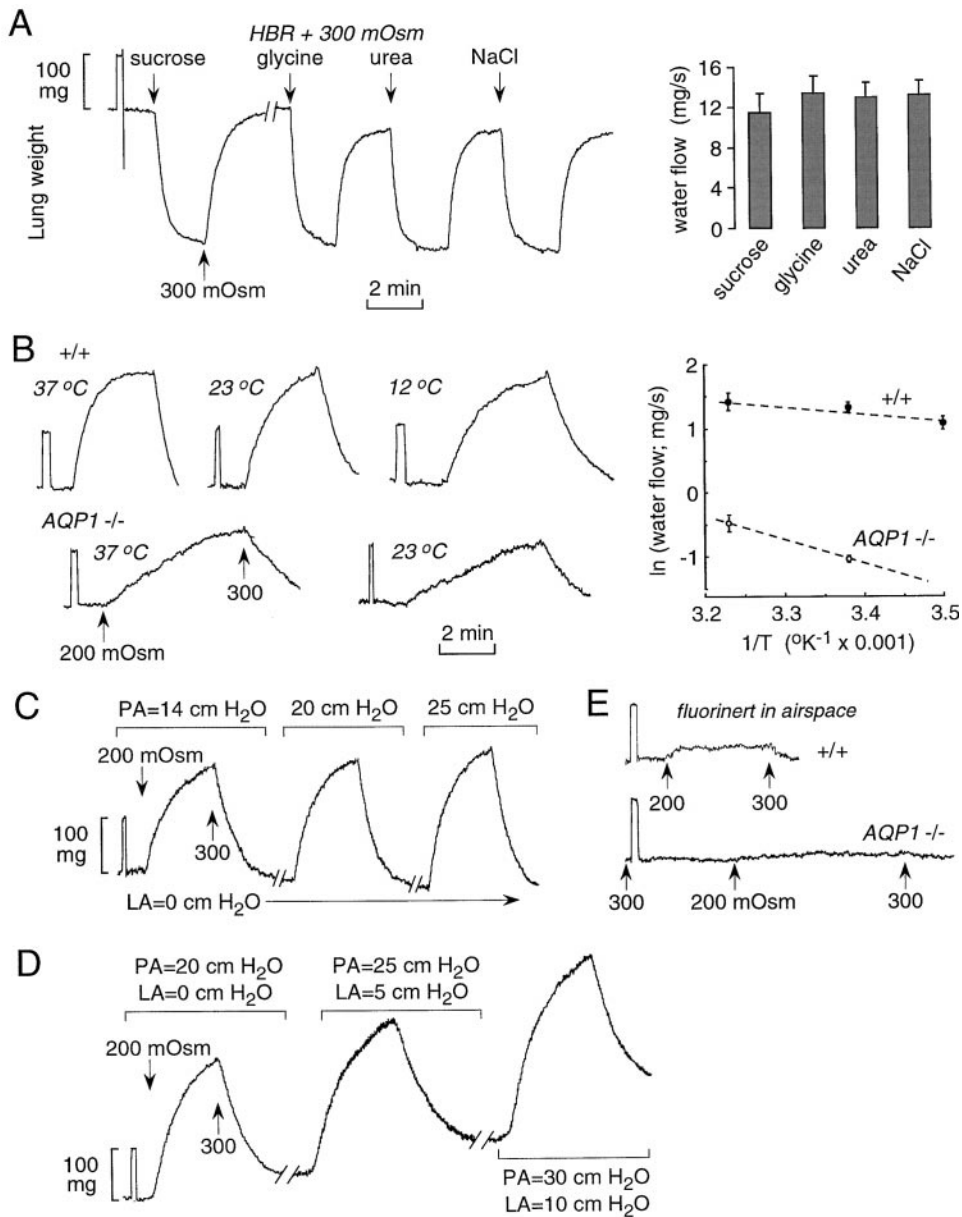 A
HBR + 300 mOsm
sucrose
glycine
urea
NaCl
100
mg
Lung weight
300 mOsm
2 min
water flow (mg/s)
16
12
8
4
0
sucrose
glycine
urea
NaCl
B
+/+
37 °C
23 °C
12 °C
AQP1 -/-
37 °C
23 °C
300
200 mOsm
2 min
ln (water flow; mg/s)
2
1
0
-1
+/+
AQP1 -/-
3.2
3.3
3.4
3.5
1/T (°K⁻¹ x 0.001)
C
PA=14 cm H₂O
20 cm H₂O
25 cm H₂O
200 mOsm
300
100
mg
LA=0 cm H₂O
E
fluorinert in airspace
+/+
200
300
AQP1 -/-
300
200 mOsm
300
D
PA=20 cm H₂O
LA=0 cm H₂O
PA=25 cm H₂O
LA=5 cm H₂O
200 mOsm
300
100
mg
PA=30 cm H₂O
LA=10 cm H₂O